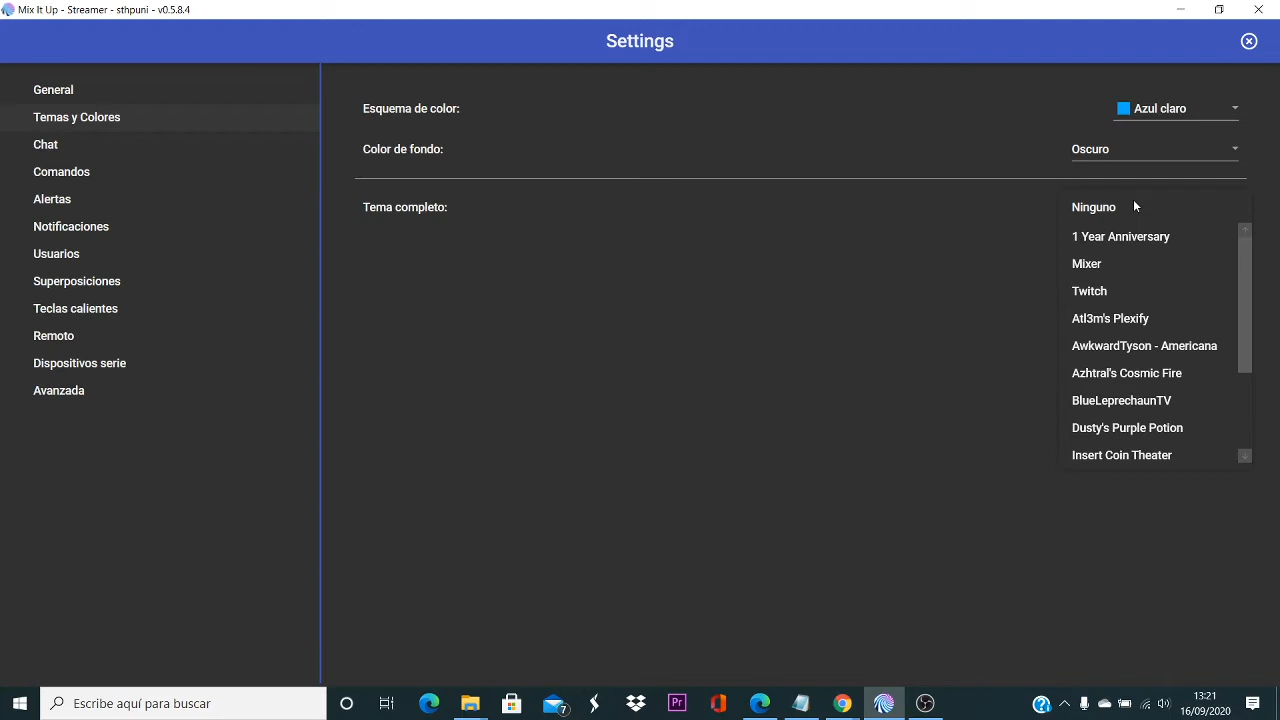 Mix It Up - Streamer - sthpuni - v0.5.8.4
Settings
General
Temas y Colores
Chat
Comandos
Alertas
Notificaciones
Usuarios
Superposiciones
Teclas calientes
Remoto
Dispositivos serie
Avanzada
Esquema de color:
Azul claro
Color de fondo:
Oscuro
Tema completo:
Ninguno
1 Year Anniversary
Mixer
Twitch
Atl3m's Plexify
AwkwardTyson - Americana
Azhtral's Cosmic Fire
BlueLeprechaunTV
Dusty's Purple Potion
Insert Coin Theater
Escribe aquí para buscar
7
Pr
13:21
16/09/2020